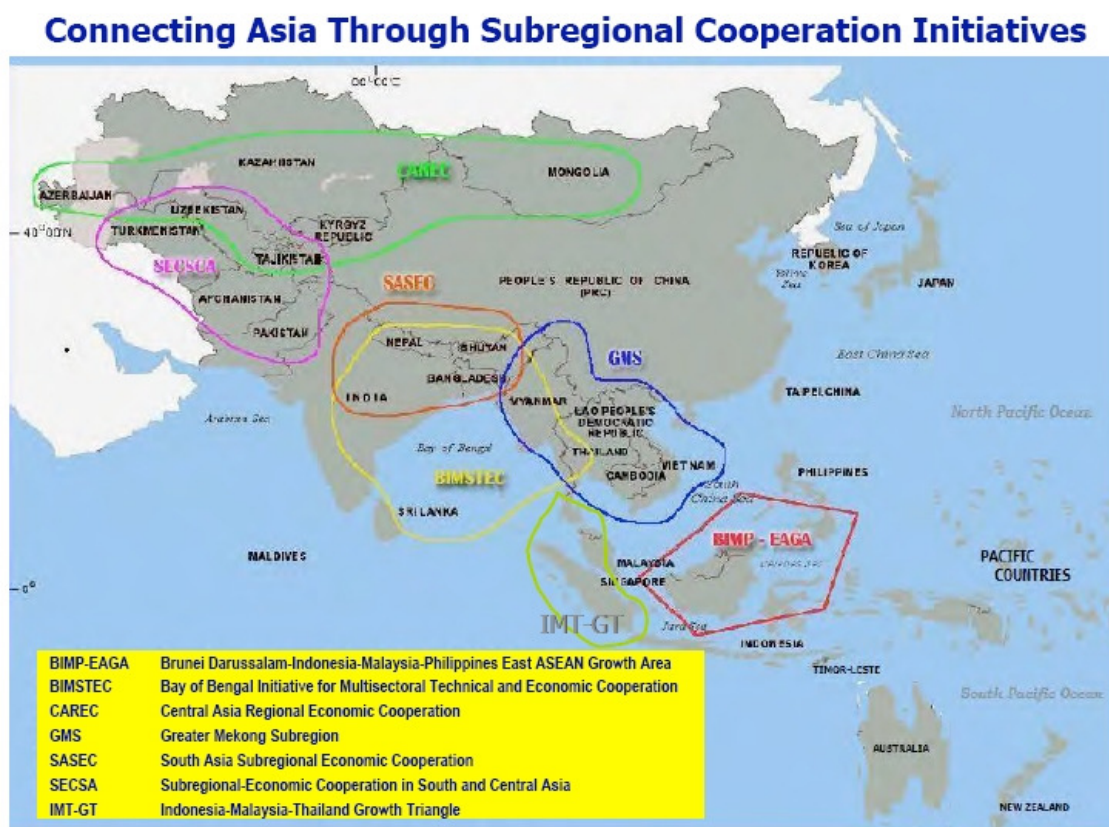 Connecting Asia Through Subregional Cooperation Initiatives
KAZAKHSTAN
CAREC
MONGOLIA
AZERBAIJAN
UZBEKISTAN
40°00'N
TURKMENISTAN
KYRGYZ
REPUBLIC
Sea of Japan
TAJIKISTAN
REPUBLIC OF
KOREA
Yellow
Sea
JAPAN
SECSCA
SASEC
PEOPLE'S REPUBLIC OF CHINA
(PRC)
AFGHANISTAN
PAKISTAN
NEPAL
BHUTAN
GMS
East China Sea
BANGLADESH
INDIA
MYANMAR
TAIPEI,CHINA
Arabian Sea
LAO PEOPLE'S
DEMOCRATIC
REPUBLIC
North Pacific Ocean
Bay of Bengal
THAILAND
VIETNAM
PHILIPPINES
BIMSTEC
CAMBODIA
South
China Sea
SRI LANKA
BIMP - EAGA
MALDIVES
MALAYSIA
SINGAPORE
PACIFIC
COUNTRIES
0°
IMT-GT
Java Sea
INDONESIA
TIMOR-LESTE
South Pacific Ocean
AUSTRALIA
NEW ZEALAND
BIMP-EAGA Brunei Darussalam-Indonesia-Malaysia-Philippines East ASEAN Growth Area
BIMSTEC Bay of Bengal Initiative for Multisectoral Technical and Economic Cooperation
CAREC Central Asia Regional Economic Cooperation
GMS Greater Mekong Subregion
SASEC South Asia Subregional Economic Cooperation
SECSA Subregional-Economic Cooperation in South and Central Asia
IMT-GT Indonesia-Malaysia-Thailand Growth Triangle